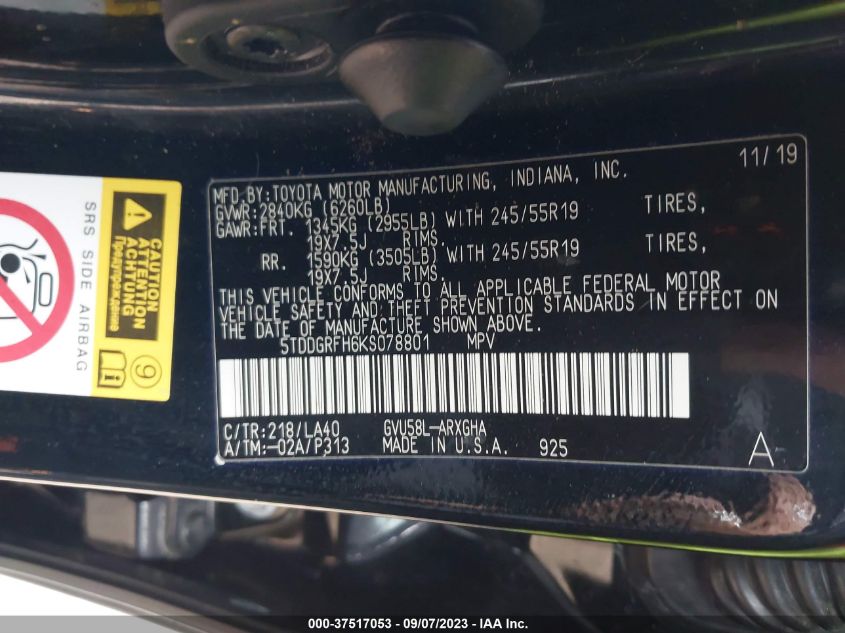 SRS SIDE AIRBAG
CAUTION
ATTENTION
ACHTUNG
Предупреждение
9
11/19
MFD.BY:TOYOTA MOTOR MANUFACTURING, INDIANA, INC.
GVWR:2840KG (6260LB)
GAWR:FRT. 1345KG (2955LB) WITH 245/55R19 TIRES,
19X7.5J RIMS.
RR. 1590KG (3505LB) WITH 245/55R19 TIRES,
19X7.5J RIMS.
THIS VEHICLE CONFORMS TO ALL APPLICABLE FEDERAL MOTOR
VEHICLE SAFETY AND THEFT PREVENTION STANDARDS IN EFFECT ON
THE DATE OF MANUFACTURE SHOWN ABOVE.
5TDDGRFH6KS078801 MPV
C/TR:218/LA40 GVU58L-ARXGHA
A/TM:-02A/P313 MADE IN U.S.A. 925
A
000-37517053 - 09/07/2023 - IAA Inc.